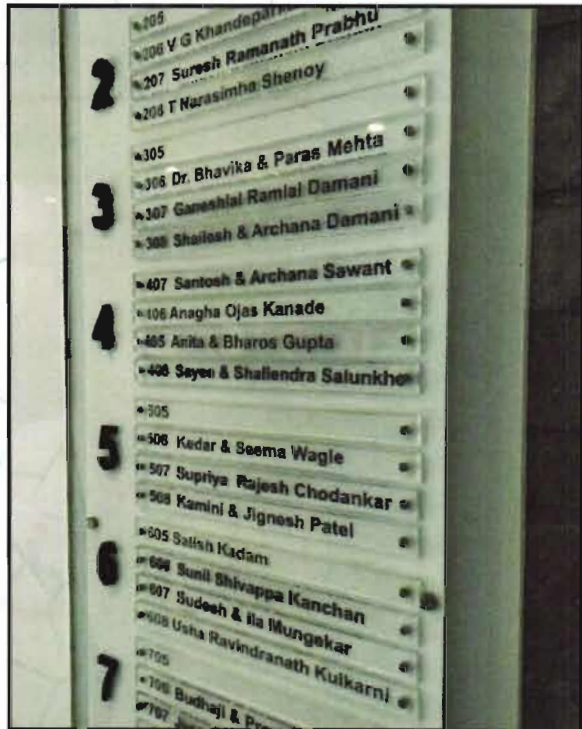 205
206 V G
2
207 Suresh Ramanath Prabhu
208 T Narasimha Shenoy
305
306 Dr. Bhavika & Paras Mehta
3
307 Ganeshlal Ramlal Damani
308 Shailesh & Archana Damani
407 Santosh & Archana Sawant
406 Anagha Ojas Kanade
4
405 Anita & Bharos Gupta
408 & Shailendra Salunkhe
505
506 Kedar & Seema Wagle
5
507 Supriya Rajesh Chodankar
508 Kamini & Jignesh Patel
605 Satish Kadam
6
606 Sunil Shivappa Kanchan
607 Sudesh & Ila Mungekar
608 Usha Ravindranath Kulkarni
705
7
706 Budhaji &
707